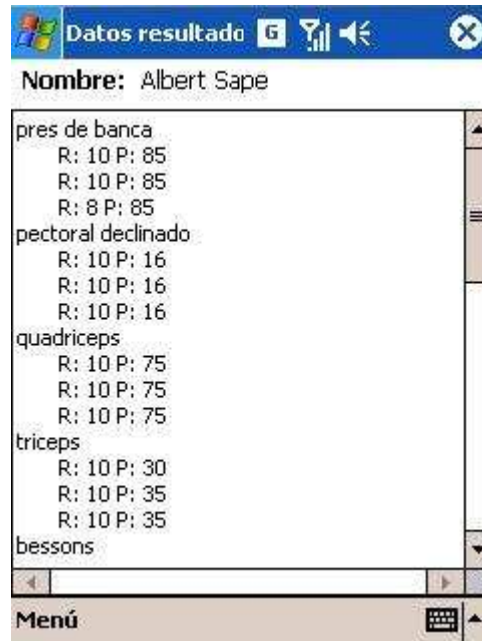 Datos resultado G
Nombre: Albert Sape
pres de banca
R: 10 P: 85
R: 10 P: 85
R: 8 P: 85
pectoral declinado
R: 10 P: 16
R: 10 P: 16
R: 10 P: 16
quadriceps
R: 10 P: 75
R: 10 P: 75
R: 10 P: 75
triceps
R: 10 P: 30
R: 10 P: 35
R: 10 P: 35
bessons
Menú